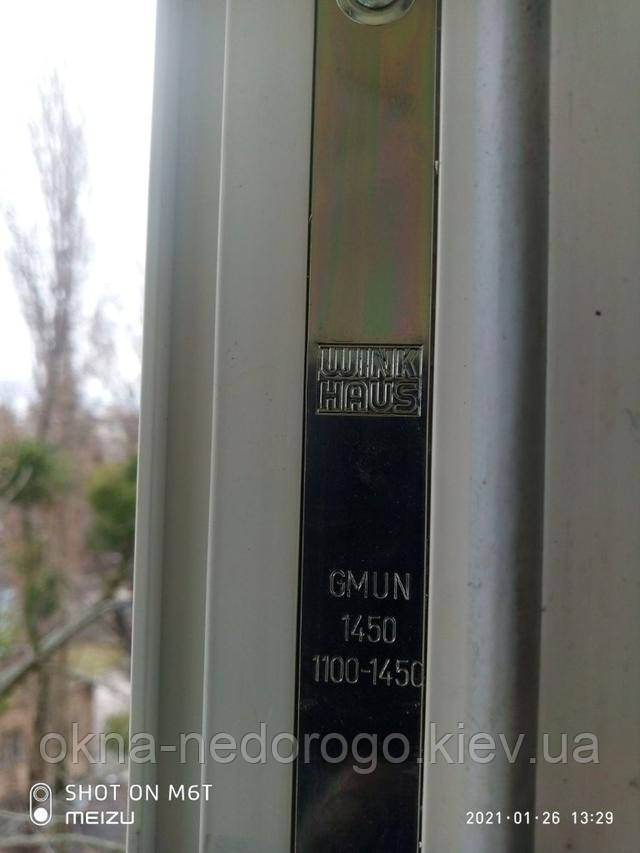 WINK
HAUS
GMUN
1450
1100-1450
okna-nedorogo.kiev.ua
SHOT ON M6T
MEIZU
2021·01·26 13:29